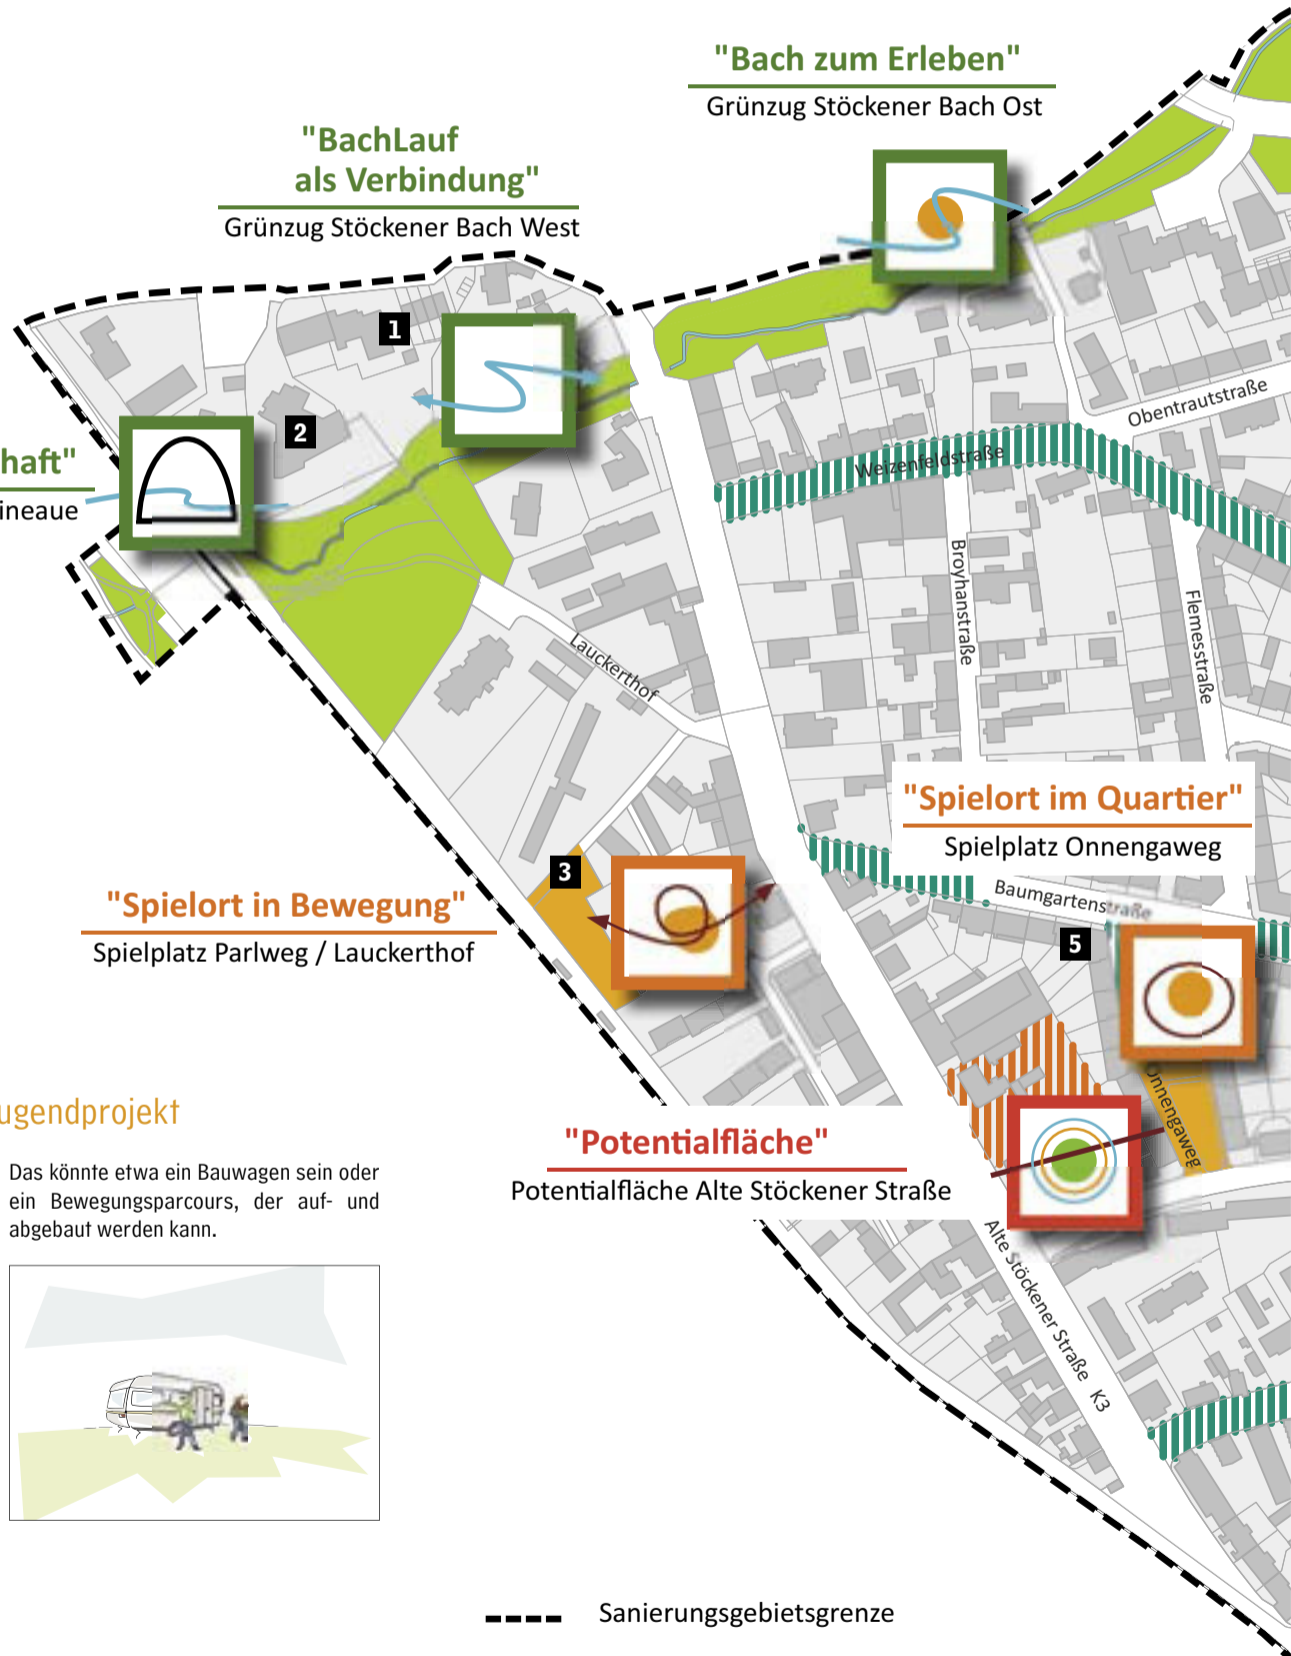 "Bach zum Erleben"
Grünzug Stöckener Bach Ost
"BachLauf
als Verbindung"
Grünzug Stöckener Bach West
1
2
haft"
ineaue
Obentrautstraße
Weizenfeldstraße
Broyhanstraße
Flemesstraße
Lauckerthof
"Spielort im Quartier"
Spielplatz Onnengaweg
Baumgartenstraße
3
"Spielort in Bewegung"
Spielplatz Parlweg / Lauckerthof
5
Onnengaweg
ugendprojekt
Das könnte etwa ein Bauwagen sein oder
ein Bewegungsparcours, der auf- und
abgebaut werden kann.
"Potentialfläche"
Potentialfläche Alte Stöckener Straße
Alte Stöckener Straße K3
Sanierungsgebietsgrenze